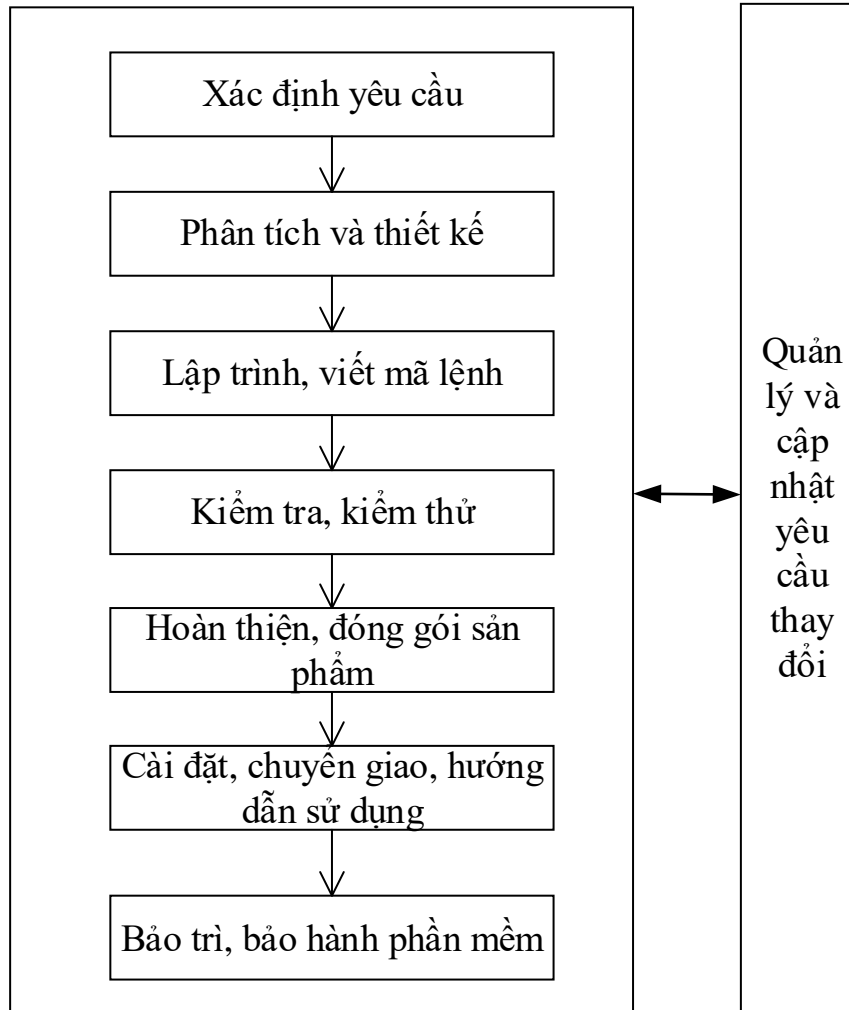 Xác định yêu cầu
Phân tích và thiết kế
Lập trình, viết mã lệnh
Kiểm tra, kiểm thử
Hoàn thiện, đóng gói sản
phẩm
Cài đặt, chuyển giao, hướng
dẫn sử dụng
Bảo trì, bảo hành phần mềm
Quản
lý và
cập
nhật
yêu
cầu
thay
đổi